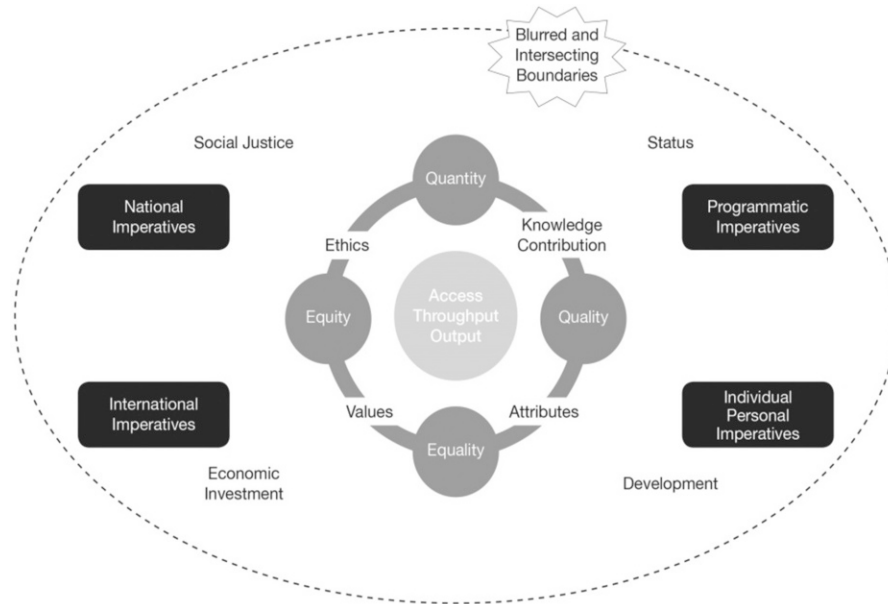 Blurred and
Intersecting
Boundaries
Social Justice
Status
Quantity
National
Imperatives
Programmatic
Imperatives
Ethics
Knowledge
Contribution
Equity
Access
Throughput
Output
Quality
International
Imperatives
Values
Attributes
Individual
Personal
Imperatives
Equality
Economic
Investment
Development